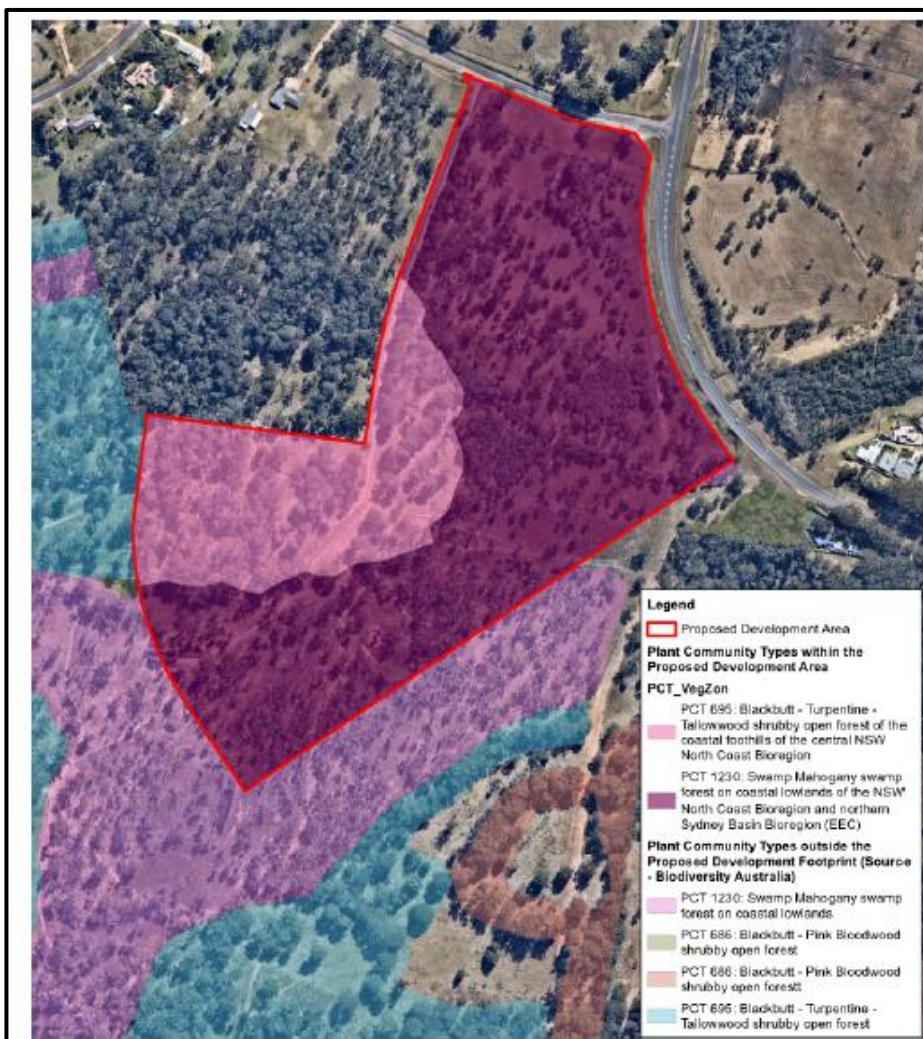 Legend
Proposed Development Area
Plant Community Types within the
Proposed Development Area
PCT_VegZon
PCT 695: Blackbutt - Turpentine -
Tallowwood shrubby open forest of the
coastal foothills of the central NSW
North Coast Bioregion
PCT 1230: Swamp Mahogany swamp
forest on coastal lowlands of the NSW
North Coast Bioregion and northern
Sydney Basin Bioregion (EEC)
Plant Community Types outside the
Proposed Development Footprint (Source
- Biodiversity Australia)
PCT 1230: Swamp Mahogany swamp
forest on coastal lowlands
PCT 686: Blackbutt - Pink Bloodwood
shrubby open forest
PCT 686: Blackbutt - Pink Bloodwood
shrubby open forestt
PCT 695: Blackbutt - Turpentine -
Tallowwood shrubby open forest